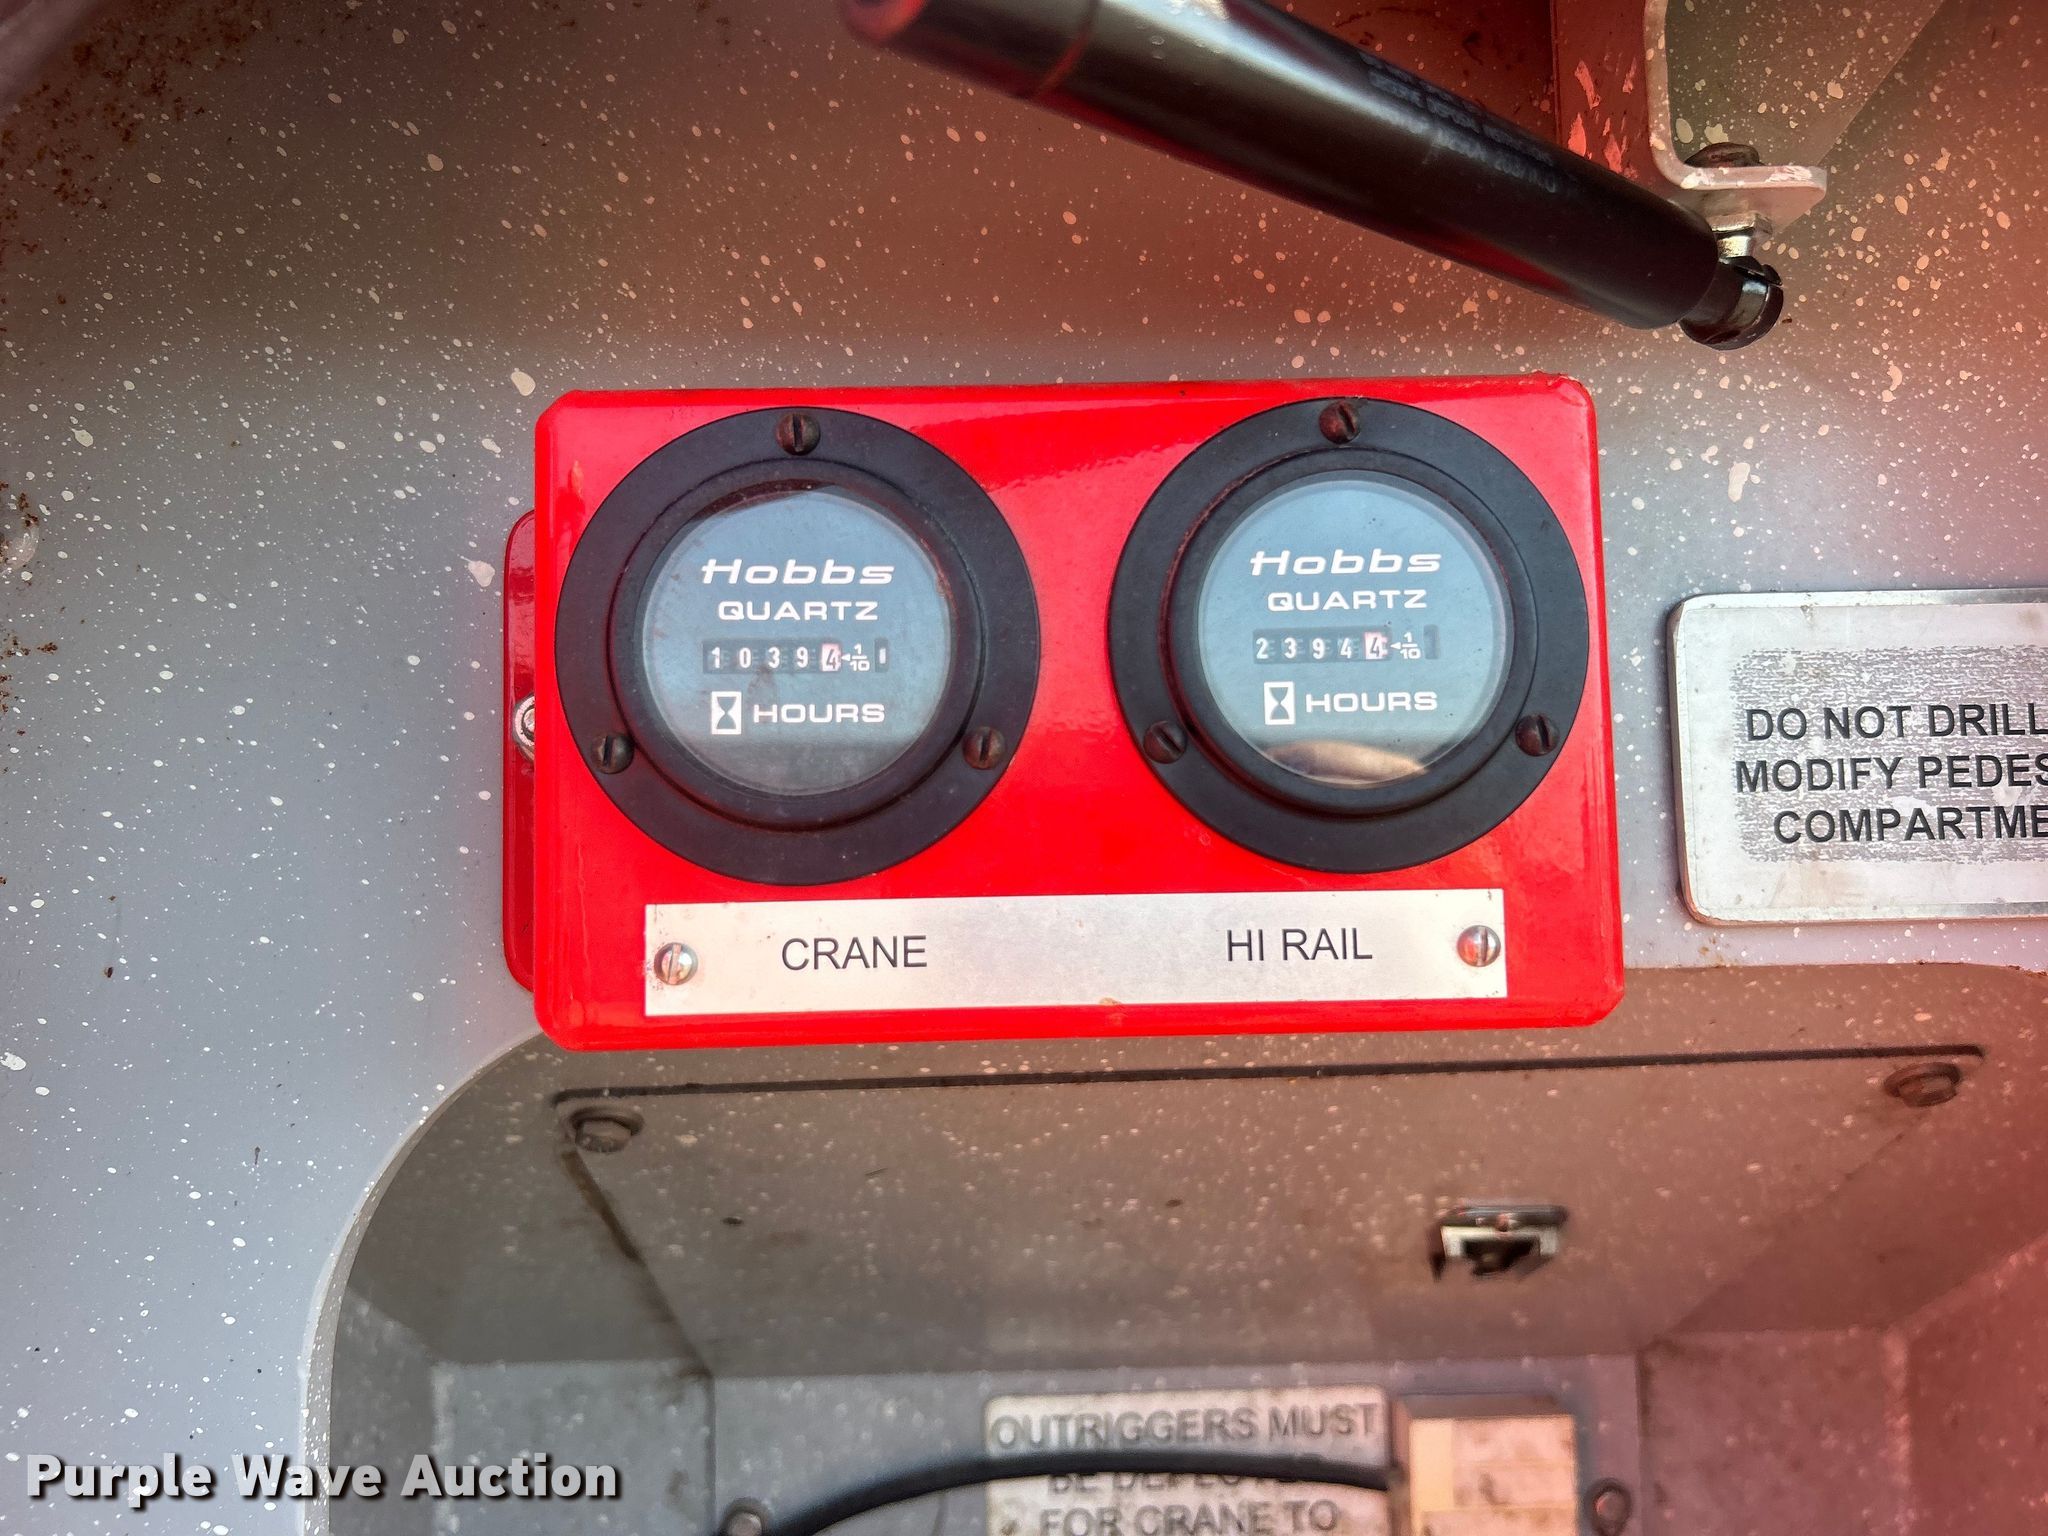 Hobbs
QUARTZ
1 0 3 9 4 ◂ 1/10
HOURS
Hobbs
QUARTZ
2 3 9 4 4 ◂ 1/10
HOURS
CRANE
HI RAIL
DO NOT DRILL
MODIFY PEDES
COMPARTME
OUTRIGGERS MUST
BE
FOR CRANE TO
Purple Wave Auction